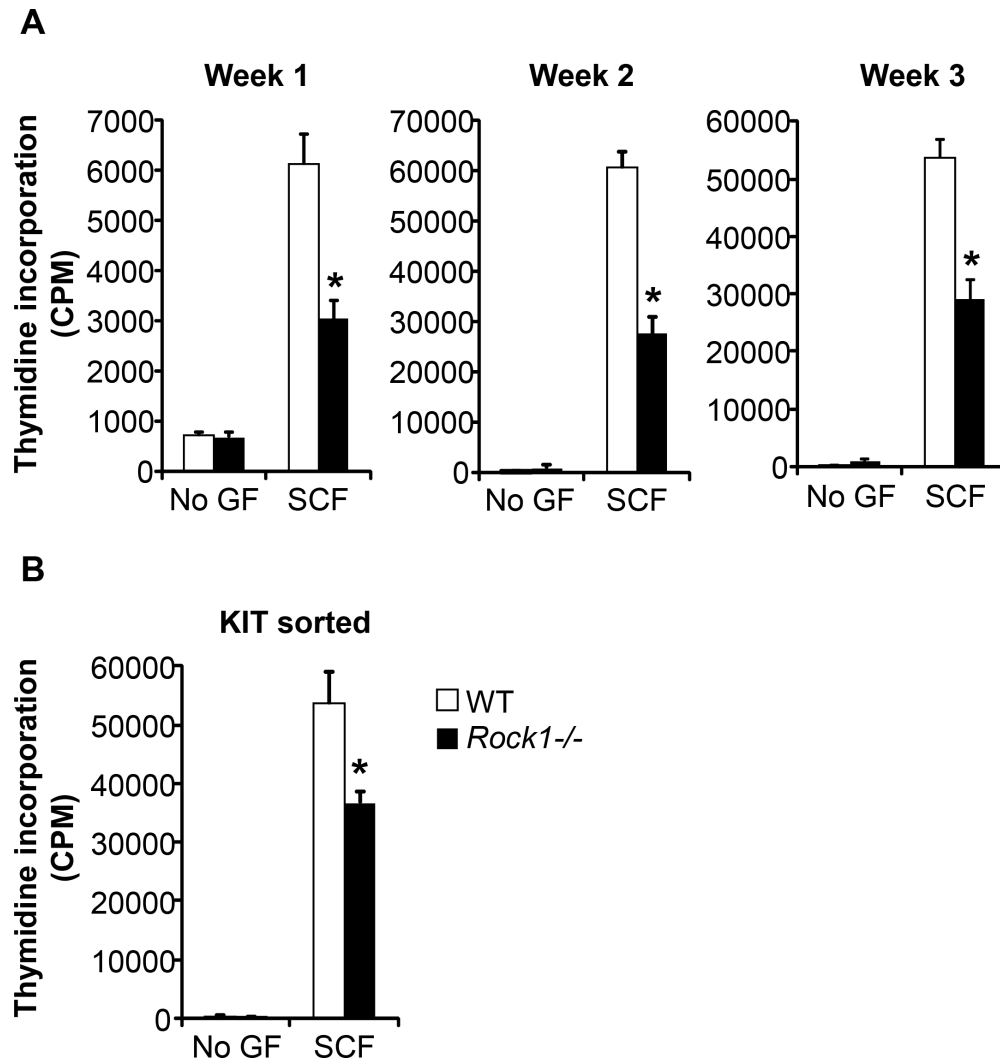 A
Week 1
Week 2
Week 3
Thymidine incorporation
(CPM)
7000
6000
5000
4000
3000
2000
1000
0
*
No GF
SCF
70000
60000
50000
40000
30000
20000
10000
0
*
No GF
SCF
60000
50000
40000
30000
20000
10000
0
*
No GF
SCF
B
KIT sorted
Thymidine incorporation
(CPM)
60000
50000
40000
30000
20000
10000
0
*
No GF
SCF
WT
Rock1-/-